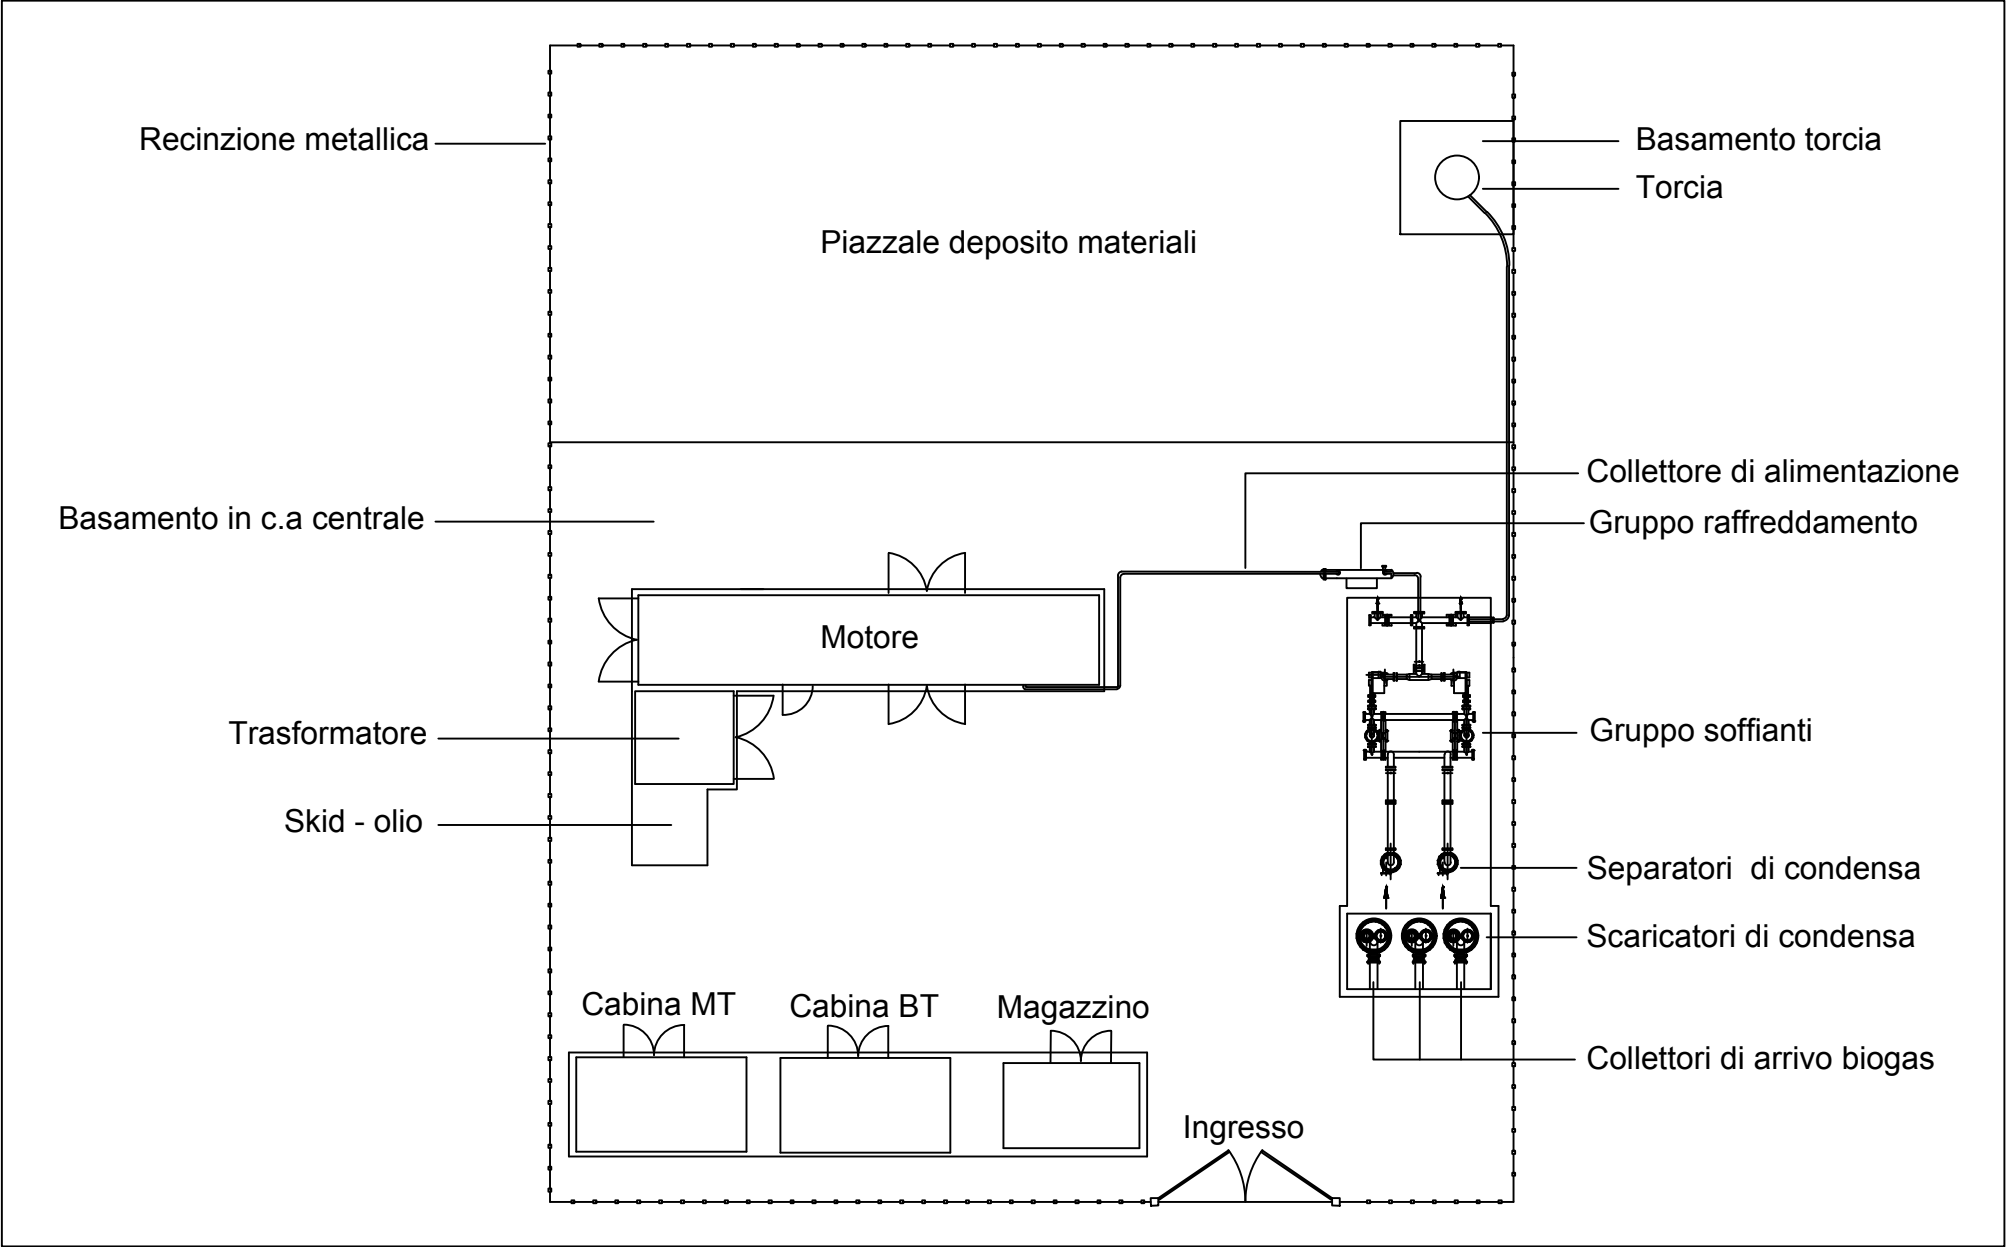 Recinzione metallica
Basamento torcia
Torcia
Piazzale deposito materiali
Collettore di alimentazione
Basamento in c.a centrale
Gruppo raffreddamento
Motore
Trasformatore
Gruppo soffianti
Skid - olio
Separatori di condensa
Scaricatori di condensa
Cabina MT
Cabina BT
Magazzino
Collettori di arrivo biogas
Ingresso